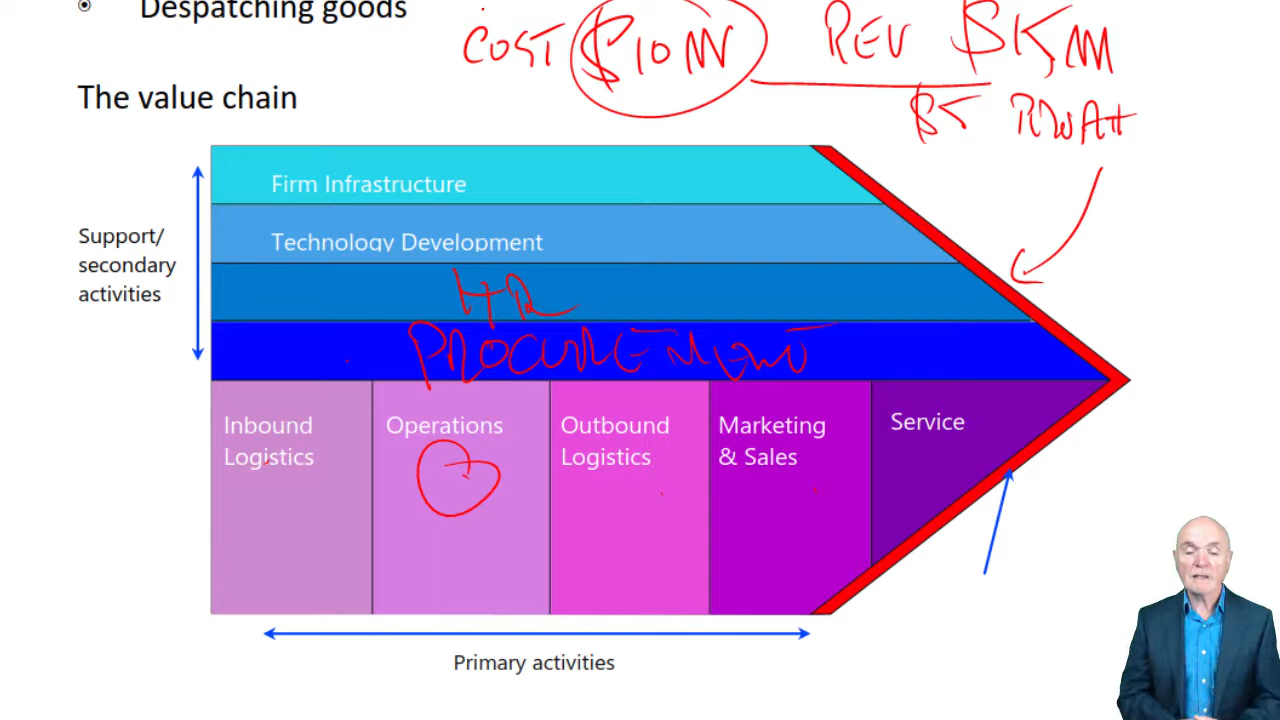 Despatching goods
COST $10M REV $15M
$5
The value chain
Firm Infrastructure
Support/
secondary
activities
Technology Development
HR
PROCUREMENT
Inbound
Logistics
Operations
Outbound
Logistics
Marketing
& Sales
Service
Primary activities